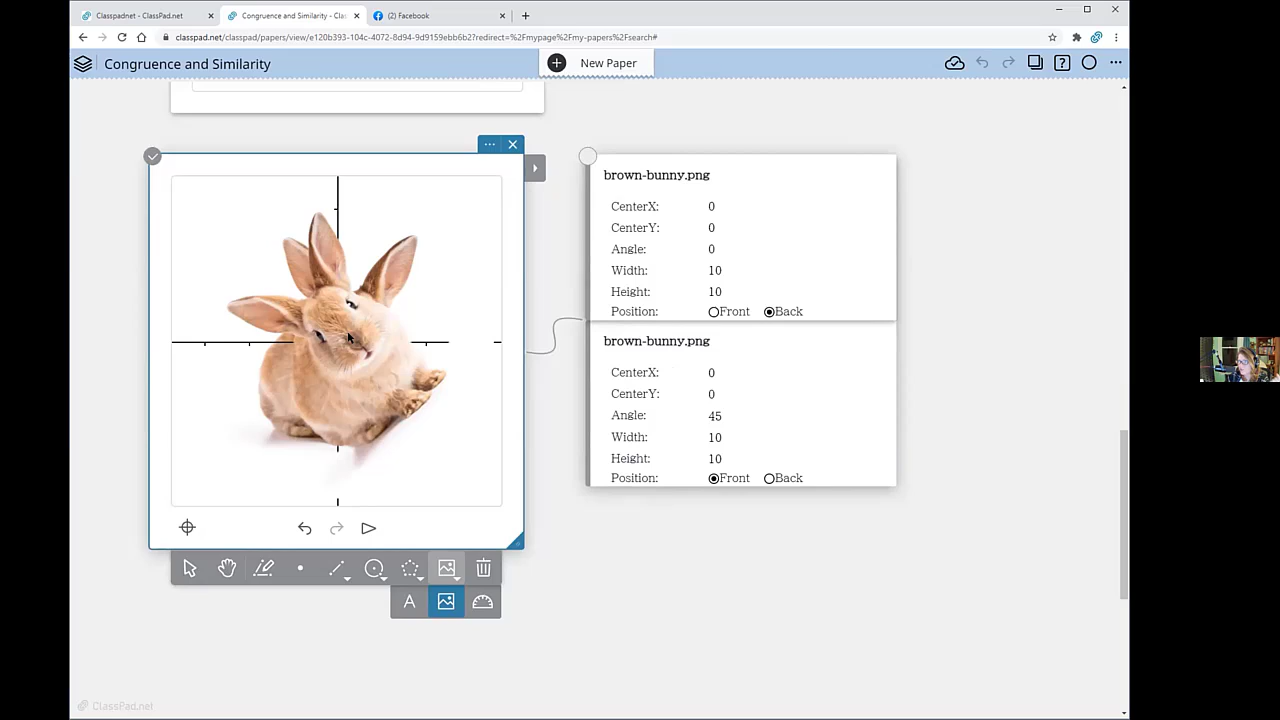 Classpadnet - ClassPad.net
Congruence and Similarity - Clas
(2) Facebook
classpad.net/classpad/papers/view/e120b393-104c-4072-8d94-9d9159ebb6b2?redirect=%2Fmypage%2Fmy-papers%2Fsearch#
Congruence and Similarity
New Paper
brown-bunny.png
CenterX: 0
CenterY: 0
Angle: 0
Width: 10
Height: 10
Position: Front Back
brown-bunny.png
CenterX: 0
CenterY: 0
Angle: 45
Width: 10
Height: 10
Position: Front Back
A
ClassPad.net